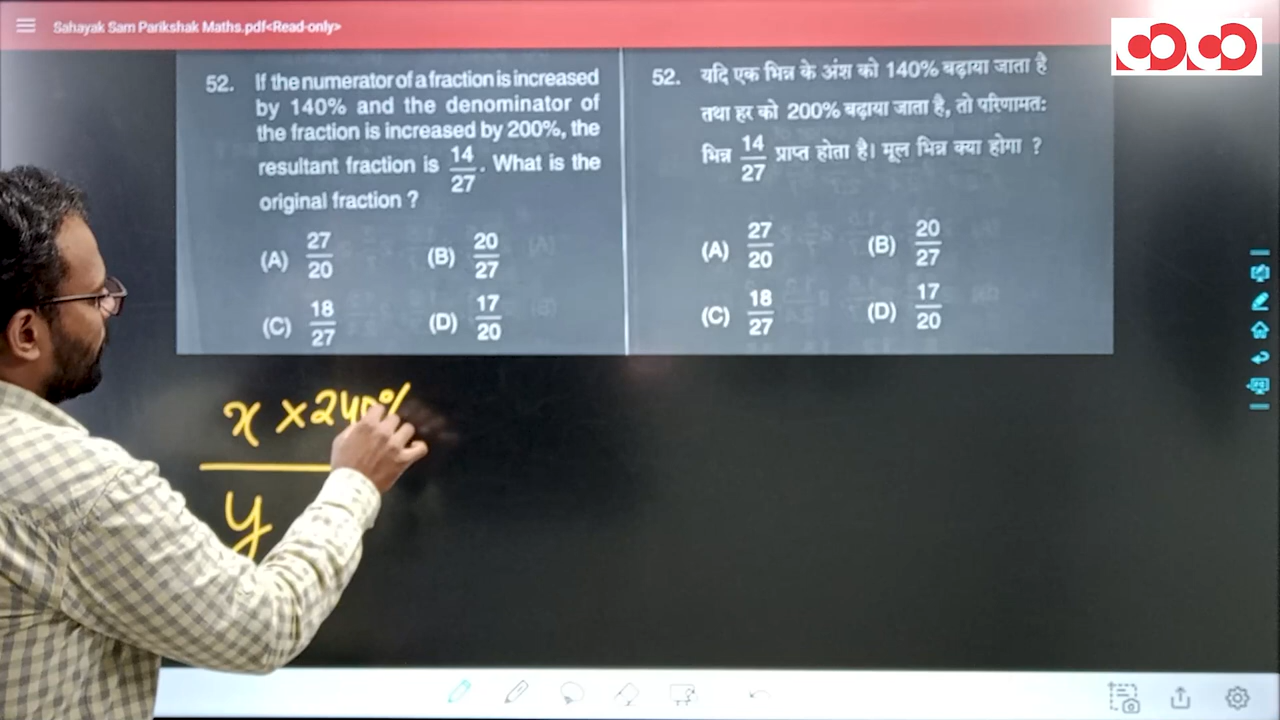 Sahayak Sam Parikshak Maths.pdf<Read-only>
52. If the numerator of a fraction is increased
by 140% and the denominator of
the fraction is increased by 200%, the
resultant fraction is 14/27. What is the
original fraction ?
(A) 27/20 (B) 20/27
(C) 18/27 (D) 17/20
52. यदि एक भिन्न के अंश को 140% बढ़ाया जाता है
तथा हर को 200% बढ़ाया जाता है, तो परिणामतः
भिन्न 14/27 प्राप्त होता है। मूल भिन्न क्या होगा ?
(A) 27/20 (B) 20/27
(C) 18/27 (D) 17/20
x × 240%
y